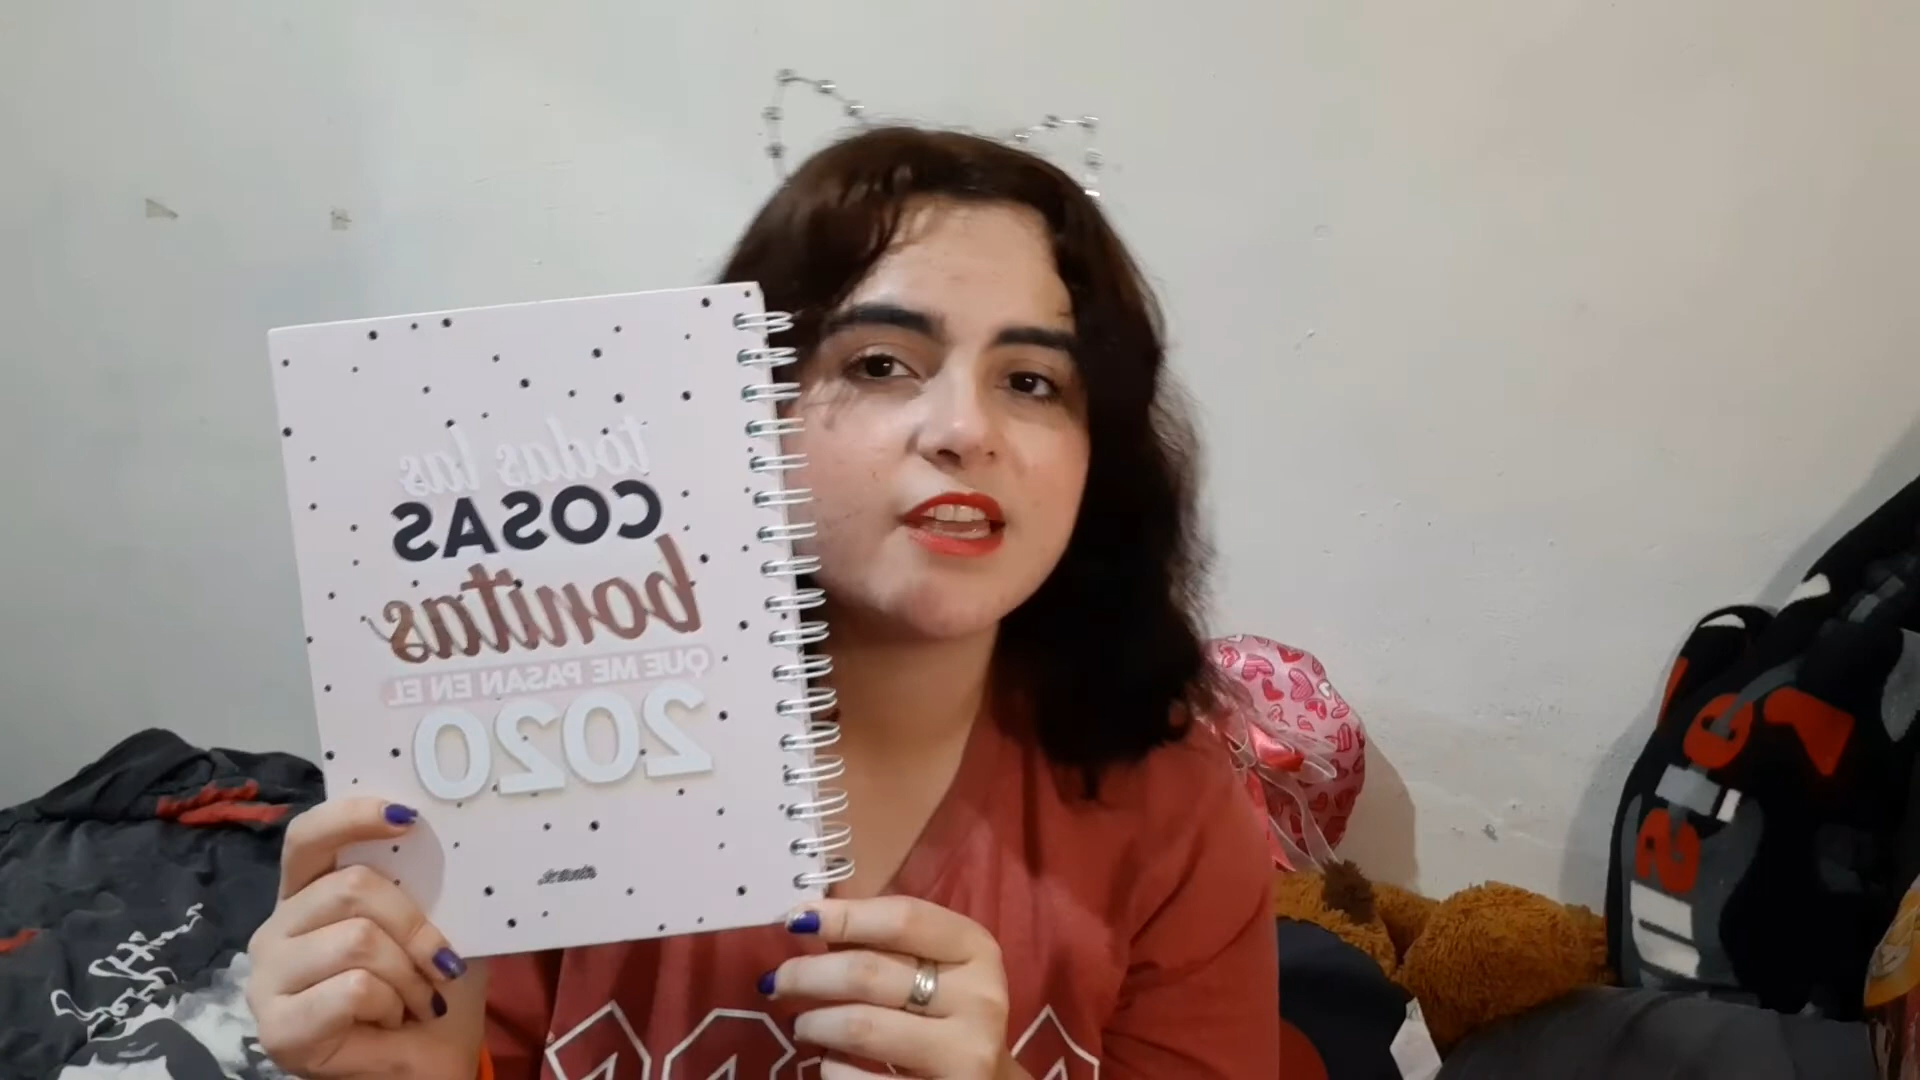 todas las
COSAS
bonitas
QUE ME PASAN EN EL
2020